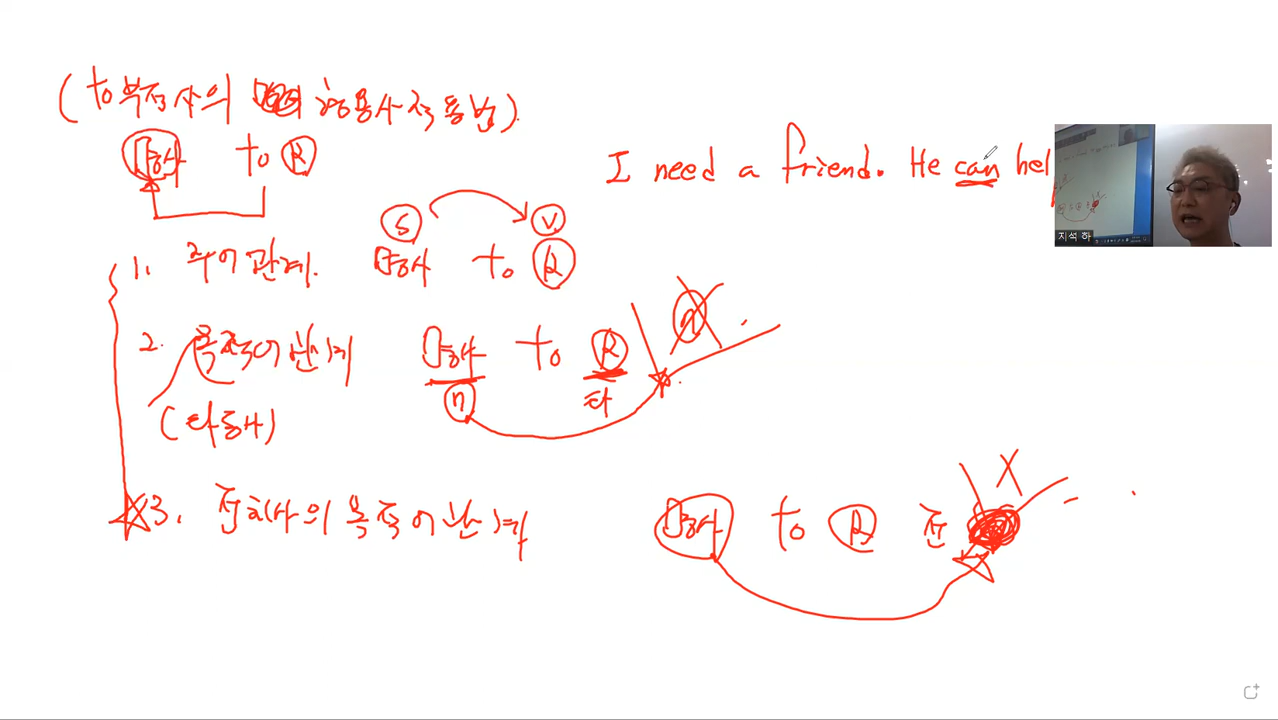 (to부정사의 형용사적 용법).
명사 to R
I need a friend. He can hel
지석 하
S V
1. 주어 관계. 명사 to R
2. 목적어 관계 명사 to R
n 타
(타동사)
3. 전치사의 목적어 관계 명사 to R 전